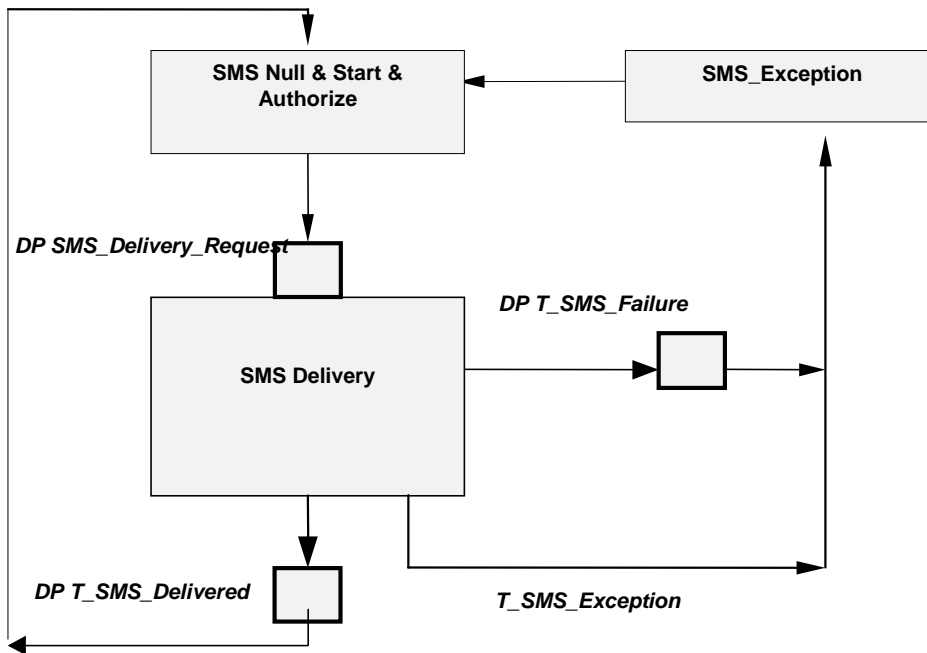 SMS Null & Start &
Authorize
SMS_Exception
DP SMS_Delivery_Request
DP T_SMS_Failure
SMS Delivery
DP T_SMS_Delivered
T_SMS_Exception